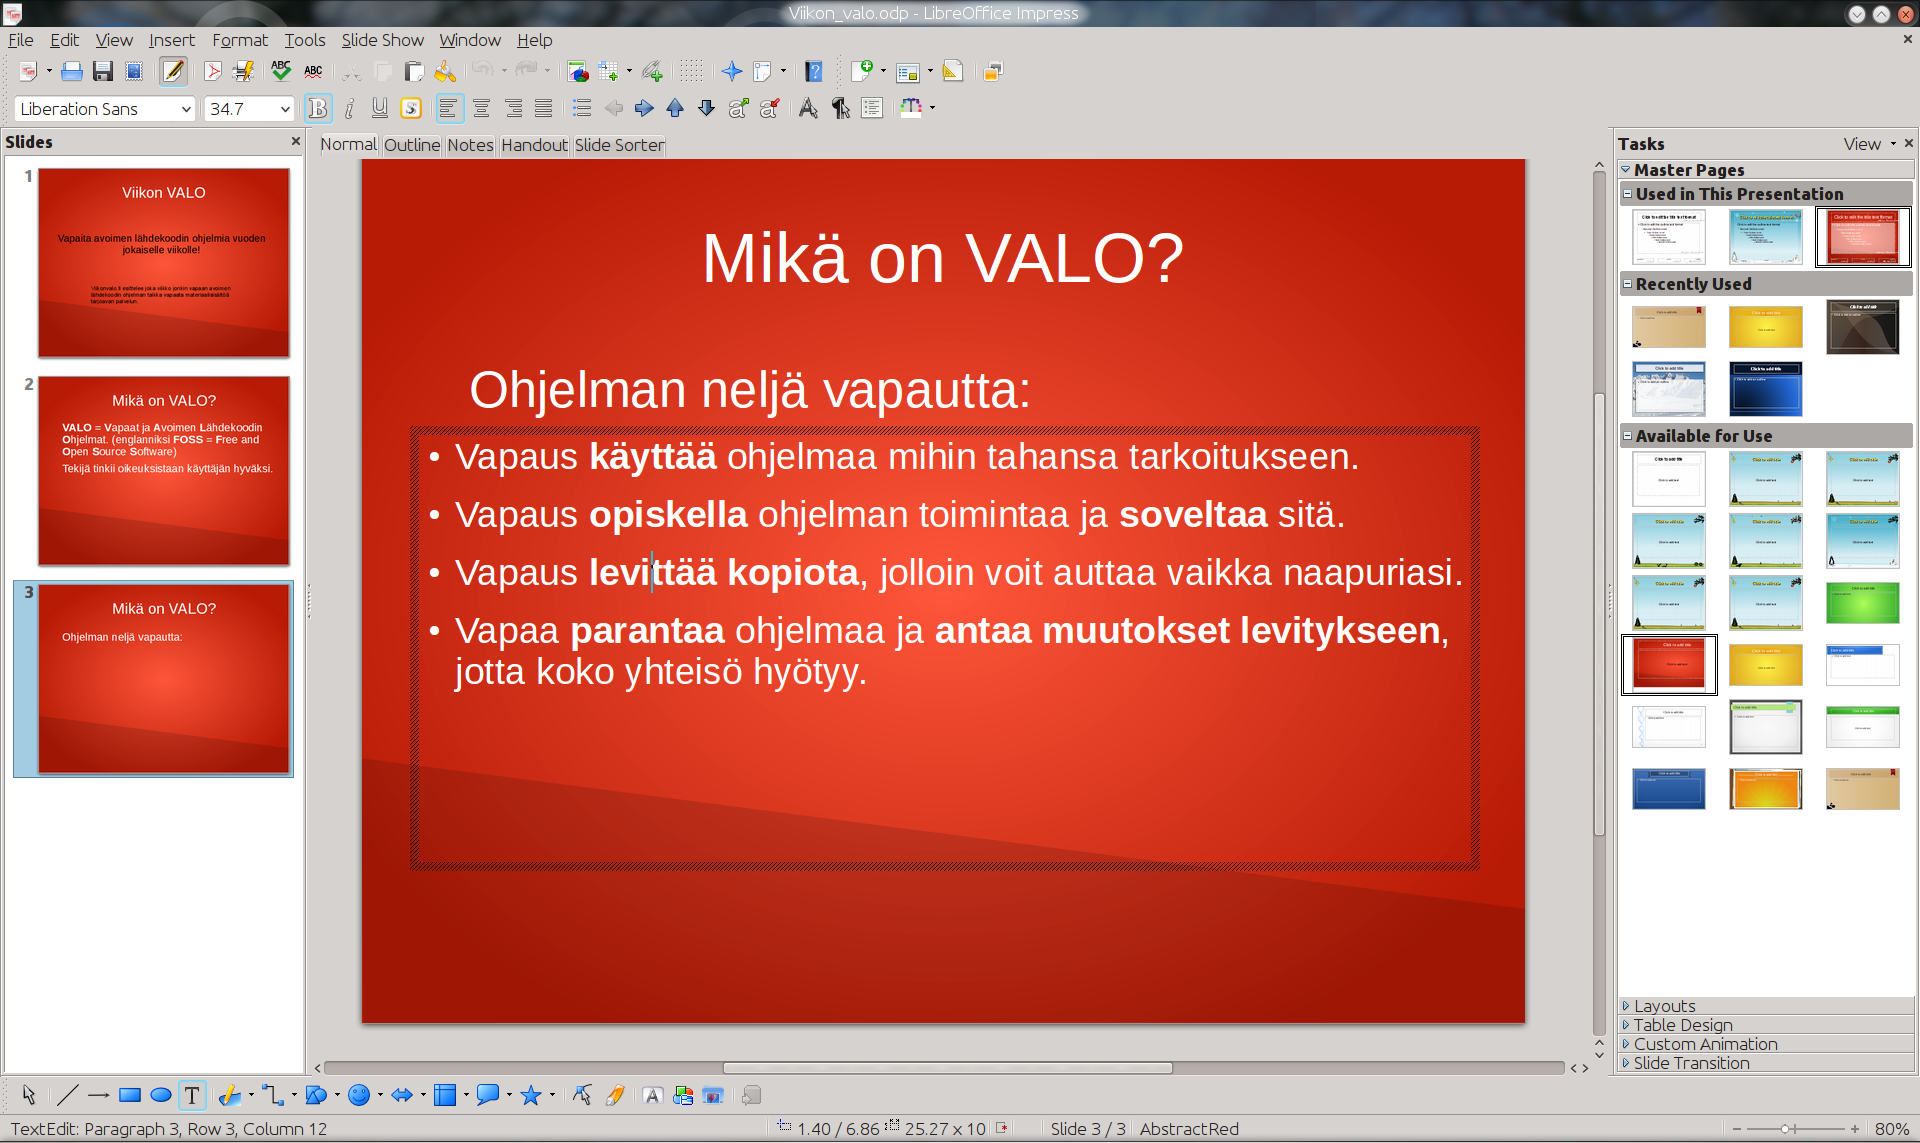 Viikon_valo.odp - LibreOffice Impress
File Edit View Insert Format Tools Slide Show Window Help
ABC ABC
Liberation Sans 34.7
Slides
Normal Outline Notes Handout Slide Sorter
1
Viikon VALO
Vapaita avoimen lähdekoodin ohjelmia vuoden
jokaiselle viikolle!
2
Mikä on VALO?
VALO = Vapaat ja Avoimen Lähdekoodin
Ohjelmat. (englanniksi FOSS = Free and
Open Source Software)
Tekijä tinkii oikeuksistaan käyttäjän hyväksi.
3
Mikä on VALO?
Ohjelman neljä vapautta:
Mikä on VALO?
Ohjelman neljä vapautta:
• Vapaus käyttää ohjelmaa mihin tahansa tarkoitukseen.
• Vapaus opiskella ohjelman toimintaa ja soveltaa sitä.
• Vapaus levittää kopiota, jolloin voit auttaa vaikka naapuriasi.
• Vapaa parantaa ohjelmaa ja antaa muutokset levitykseen,
jotta koko yhteisö hyötyy.
Tasks View
Master Pages
Used in This Presentation
Recently Used
Available for Use
Layouts
Table Design
Custom Animation
Slide Transition
TextEdit: Paragraph 3, Row 3, Column 12 1.40 / 6.86 25.27 x 10 Slide 3 / 3 AbstractRed 80%